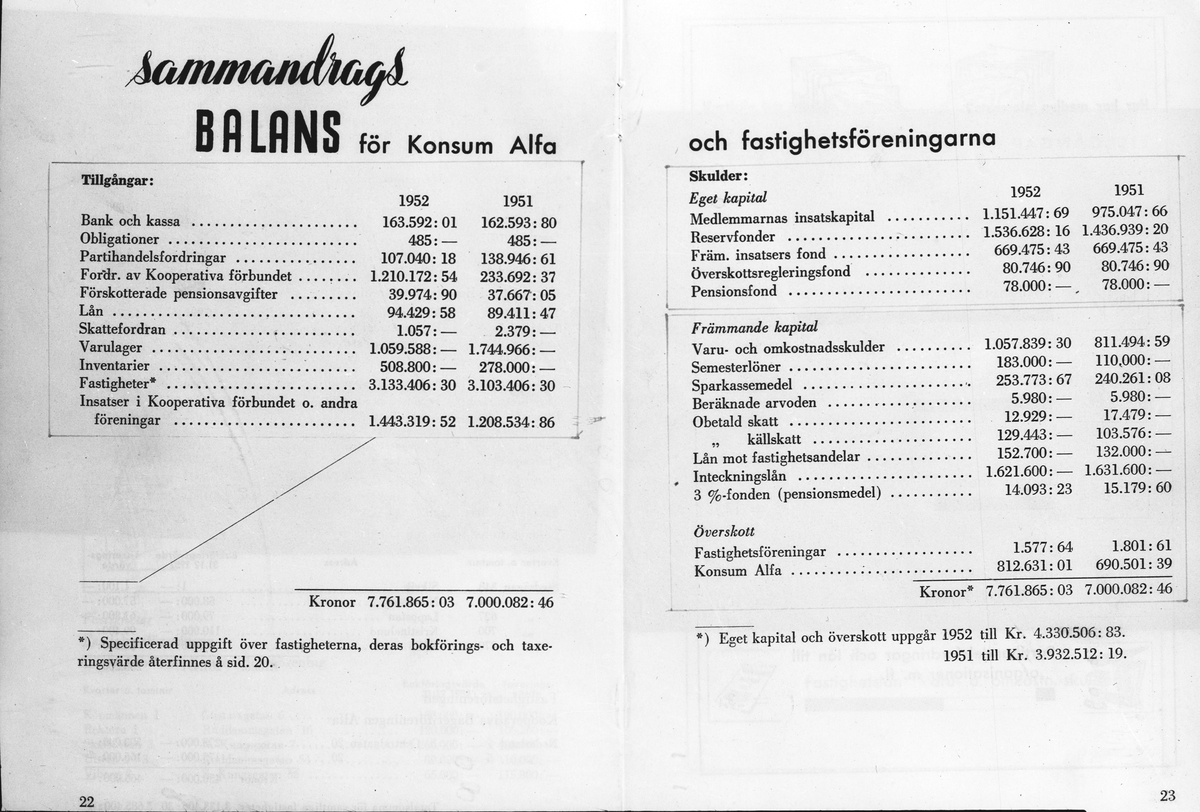 sammandrags
BALANS för Konsum Alfa
Tillgångar:
1952 1951
Bank och kassa ..................... 163.592: 01 162.593: 80
Obligationer ........................ 485: — 485: —
Partihandelsfordringar ................ 107.040: 18 138.946: 61
Fordr. av Kooperativa förbundet ........ 1.210.172: 54 233.692: 37
Förskotterade pensionsavgifter ......... 39.974: 90 37.667: 05
Lån ............................... 94.429: 58 89.411: 47
Skattefordran ....................... 1.057: — 2.379: —
Varulager .......................... 1.059.588: — 1.744.966: —
Inventarier ......................... 508.800: — 278.000: —
Fastigheter* ........................ 3.133.406: 30 3.103.406: 30
Insatser i Kooperativa förbundet o. andra
föreningar ....................... 1.443.319: 52 1.208.534: 86
Kronor 7.761.865: 03 7.000.082: 46
*) Specificerad uppgift över fastigheterna, deras bokförings- och taxe-
ringsvärde återfinnes å sid. 20.
22
och fastighetsföreningarna
Skulder:
Eget kapital 1952 1951
Medlemmarnas insatskapital ........... 1.151.447: 69 975.047: 66
Reservfonder ........................ 1.536.628: 16 1.436.939: 20
Främ. insatsers fond .................. 669.475: 43 669.475: 43
Överskottsregleringsfond .............. 80.746: 90 80.746: 90
Pensionsfond ........................ 78.000: — 78.000: —
Främmande kapital
Varu- och omkostnadsskulder .......... 1.057.839: 30 811.494: 59
Semesterlöner ....................... 183.000: — 110,000: —
Sparkassemedel ...................... 253.773: 67 240.261: 08
Beräknade arvoden ................... 5.980: — 5.980: —
Obetald skatt ........................ 12.929: — 17.479: —
„ källskatt ..................... 129.443: — 103.576: —
Lån mot fastighetsandelar .............. 152.700: — 132.000: —
Inteckningslån ....................... 1.621.600: — 1.631.600: —
3 %-fonden (pensionsmedel) ........... 14.093: 23 15.179: 60
Överskott
Fastighetsföreningar .................. 1.577: 64 1.801: 61
Konsum Alfa ........................ 812.631: 01 690.501: 39
Kronor* 7.761.865: 03 7.000.082: 46
*) Eget kapital och överskott uppgår 1952 till Kr. 4.330.506: 83.
1951 till Kr. 3.932.512: 19.
23